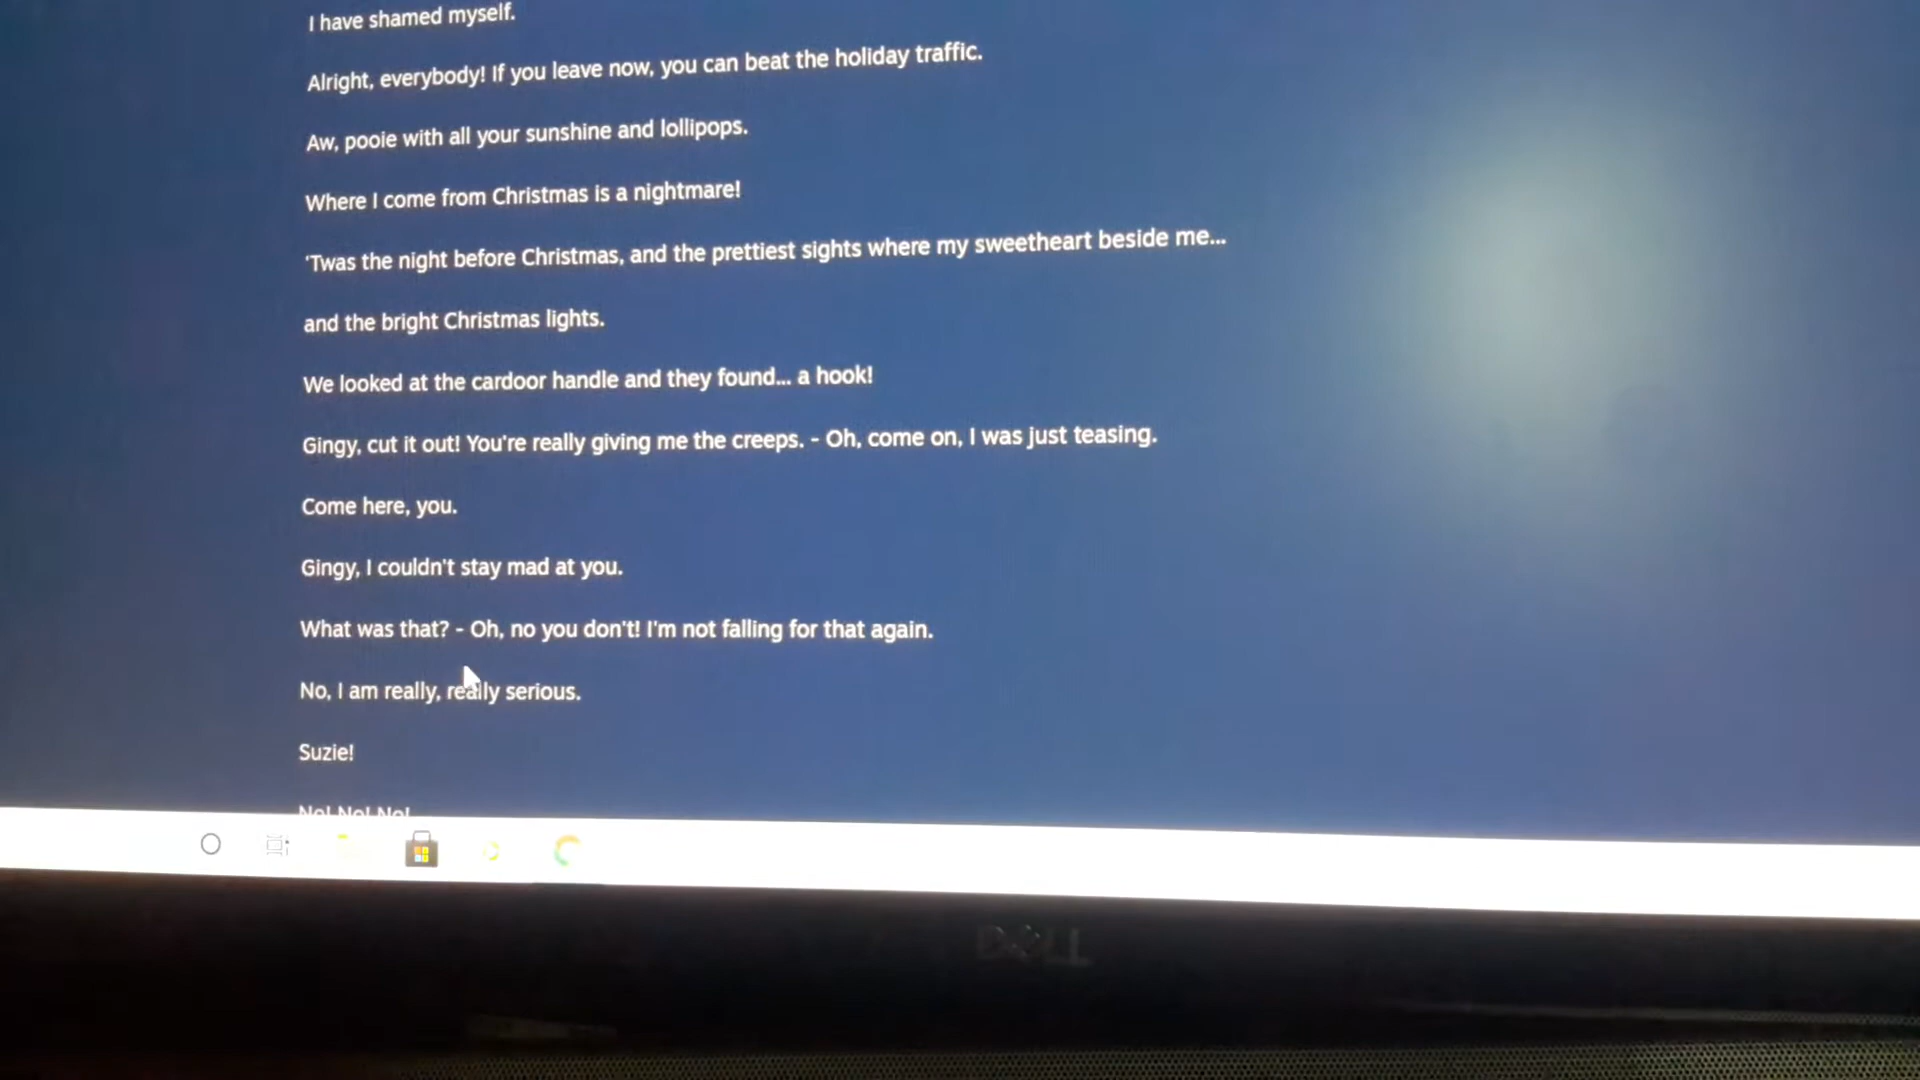 I have shamed myself.
Alright, everybody! If you leave now, you can beat the holiday traffic.
Aw, pooie with all your sunshine and lollipops.
Where I come from Christmas is a nightmare!
'Twas the night before Christmas, and the prettiest sights where my sweetheart beside me...
and the bright Christmas lights.
We looked at the cardoor handle and they found... a hook!
Gingy, cut it out! You're really giving me the creeps. - Oh, come on, I was just teasing.
Come here, you.
Gingy, I couldn't stay mad at you.
What was that? - Oh, no you don't! I'm not falling for that again.
No, I am really, really serious.
Suzie!
No! No! No!
DELL